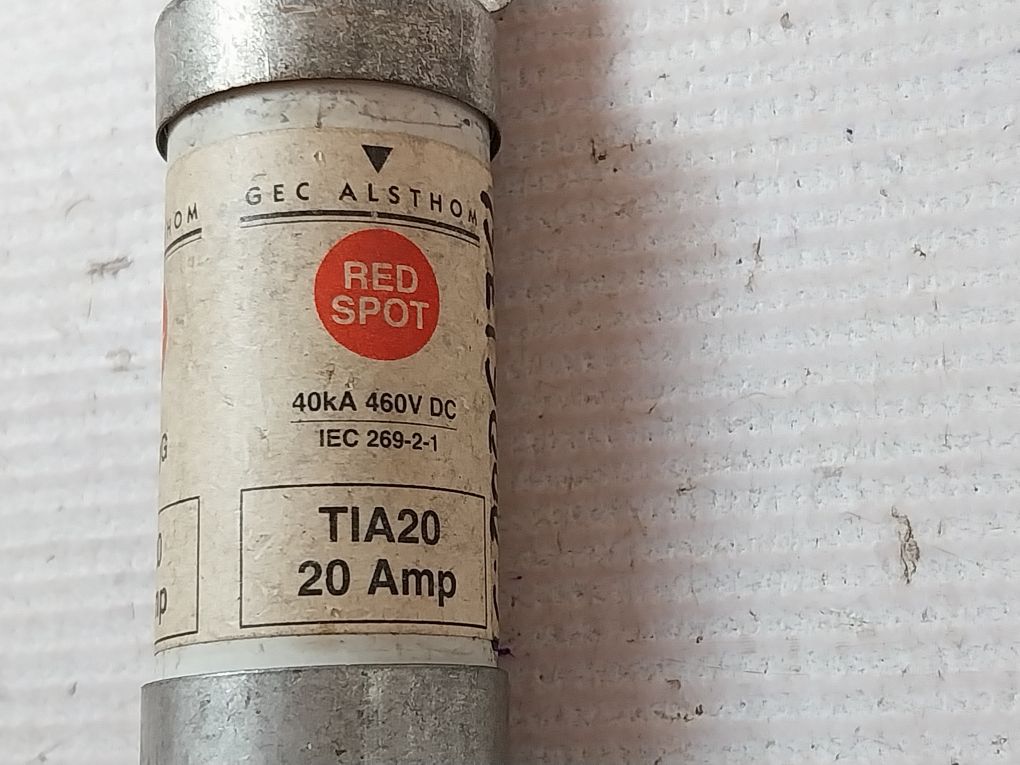 GEC ALSTHOM
RED
SPOT
40kA 460V DC
IEC 269-2-1
TIA20
20 Amp